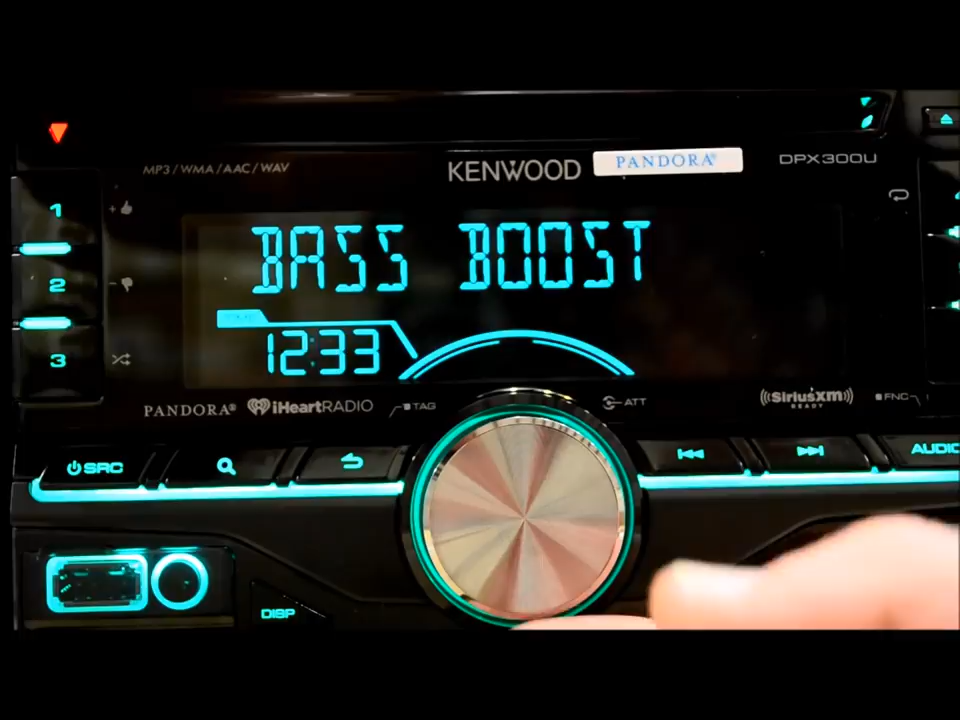 MP3 / WMA / AAC / WAV
KENWOOD
PANDORA®
DPX300U
1
2
3
BASS BOOST
12:33
PANDORA®
iHeartRADIO
TAG
ATT
((SiriusXM))
READY
FNC
SRC
AUDIO
DISP